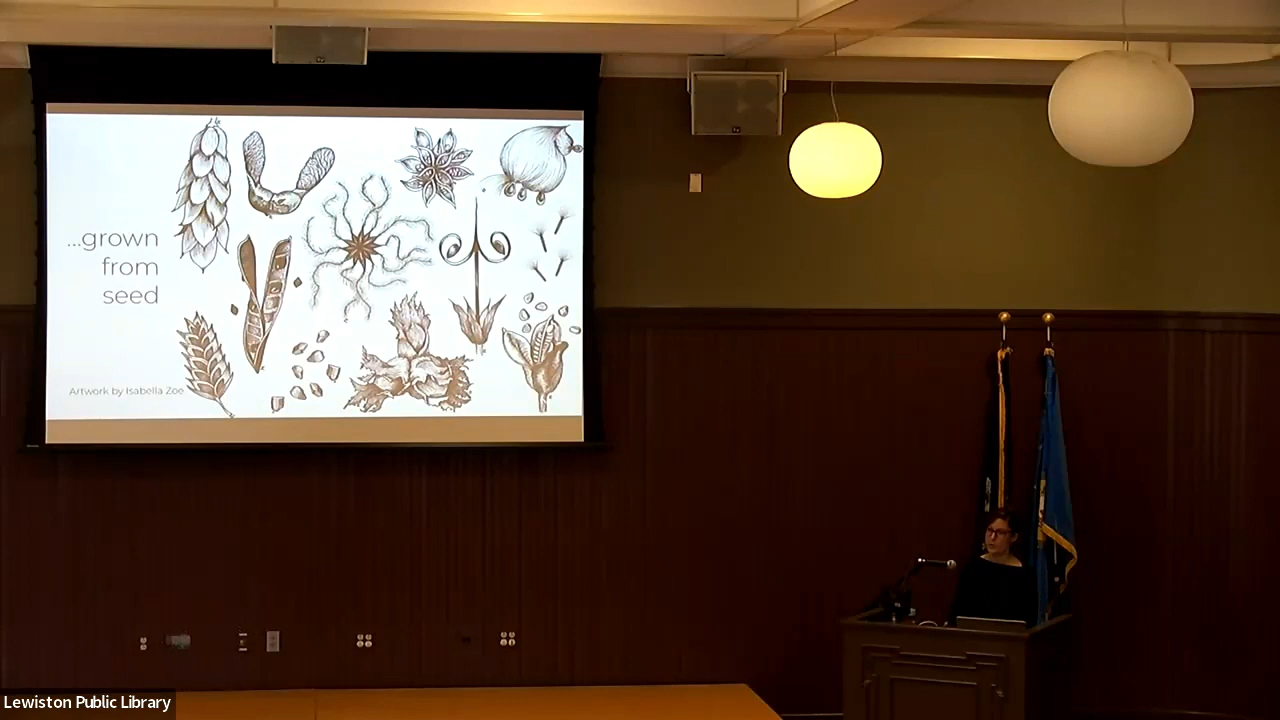 ...grown
from
seed
Artwork by Isabella Zoe
Lewiston Public Library